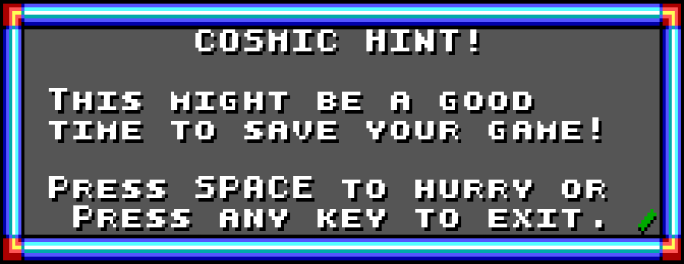 COSMIC HINT!
This might be a good
time to save your game!
Press SPACE to hurry or
Press any key to exit.